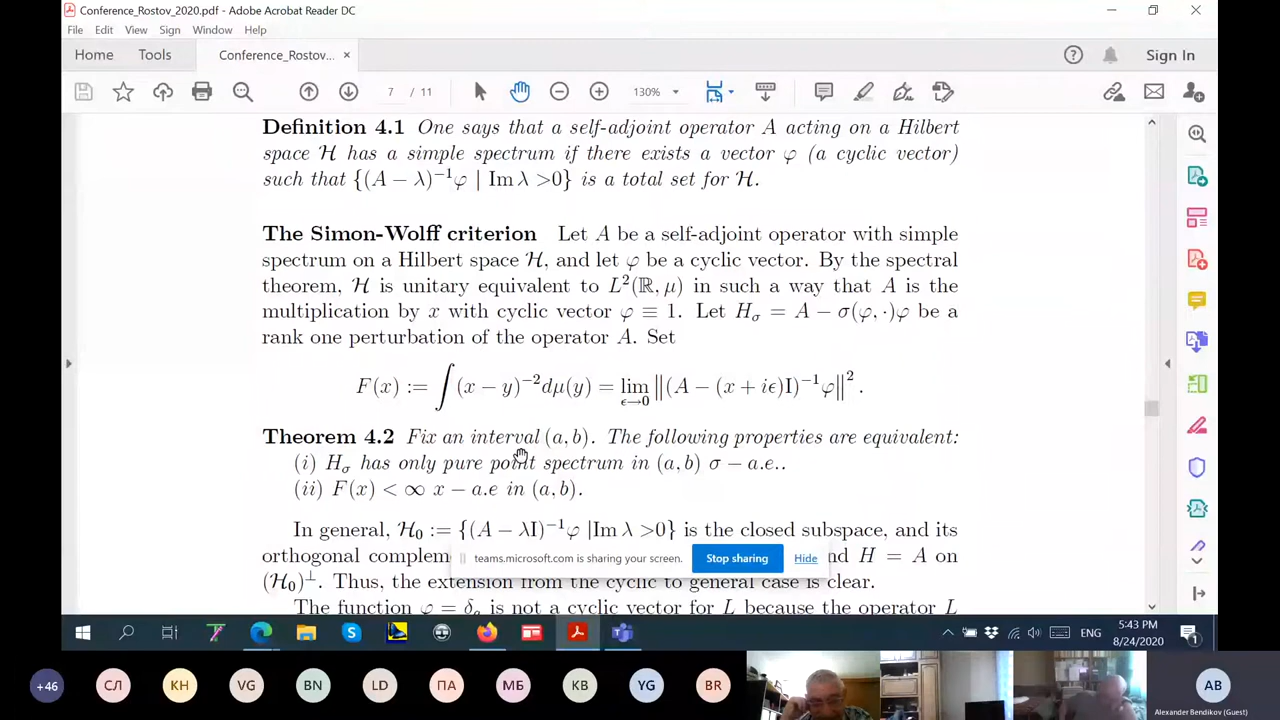 Conference_Rostov_2020.pdf - Adobe Acrobat Reader DC
File Edit View Sign Window Help
Home Tools Conference_Rostov... × Sign In
7 / 11 130%
Definition 4.1 One says that a self-adjoint operator A acting on a Hilbert
space ℋ has a simple spectrum if there exists a vector φ (a cyclic vector)
such that {(A − λ)⁻¹φ | Im λ >0} is a total set for ℋ.
The Simon-Wolff criterion Let A be a self-adjoint operator with simple
spectrum on a Hilbert space ℋ, and let φ be a cyclic vector. By the spectral
theorem, ℋ is unitary equivalent to L²(ℝ, μ) in such a way that A is the
multiplication by x with cyclic vector φ ≡ 1. Let H_σ = A − σ(φ, ·)φ be a
rank one perturbation of the operator A. Set
F(x) := ∫ (x − y)⁻²dμ(y) = lim_{ϵ→0} ‖(A − (x + iϵ)I)⁻¹φ‖².
Theorem 4.2 Fix an interval (a, b). The following properties are equivalent:
(i) H_σ has only pure point spectrum in (a, b) σ − a.e..
(ii) F(x) < ∞ x − a.e in (a, b).
In general, ℋ₀ := {(A − λI)⁻¹φ |Im λ >0} is the closed subspace, and its
orthogonal complem nd H = A on
(ℋ₀)^⊥. Thus, the extension from the cyclic to general case is clear.
The function φ = δₐ is not a cyclic vector for L because the operator L
teams.microsoft.com is sharing your screen. Stop sharing Hide
ENG 5:43 PM
8/24/2020 1
+46 СЛ КН VG BN LD ПА МБ КВ YG BR AB
Alexander Bendikov (Guest)